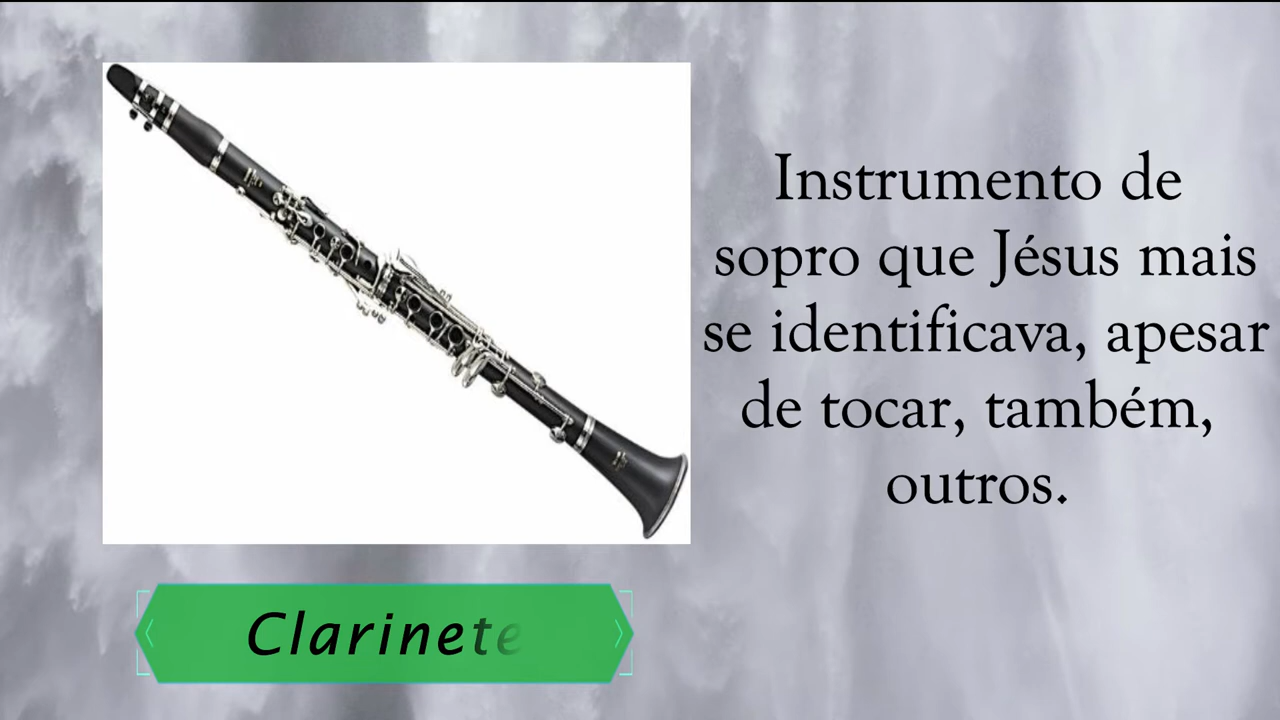 Instrumento de
sopro que Jésus mais
se identificava, apesar
de tocar, também,
outros.
Clarinete